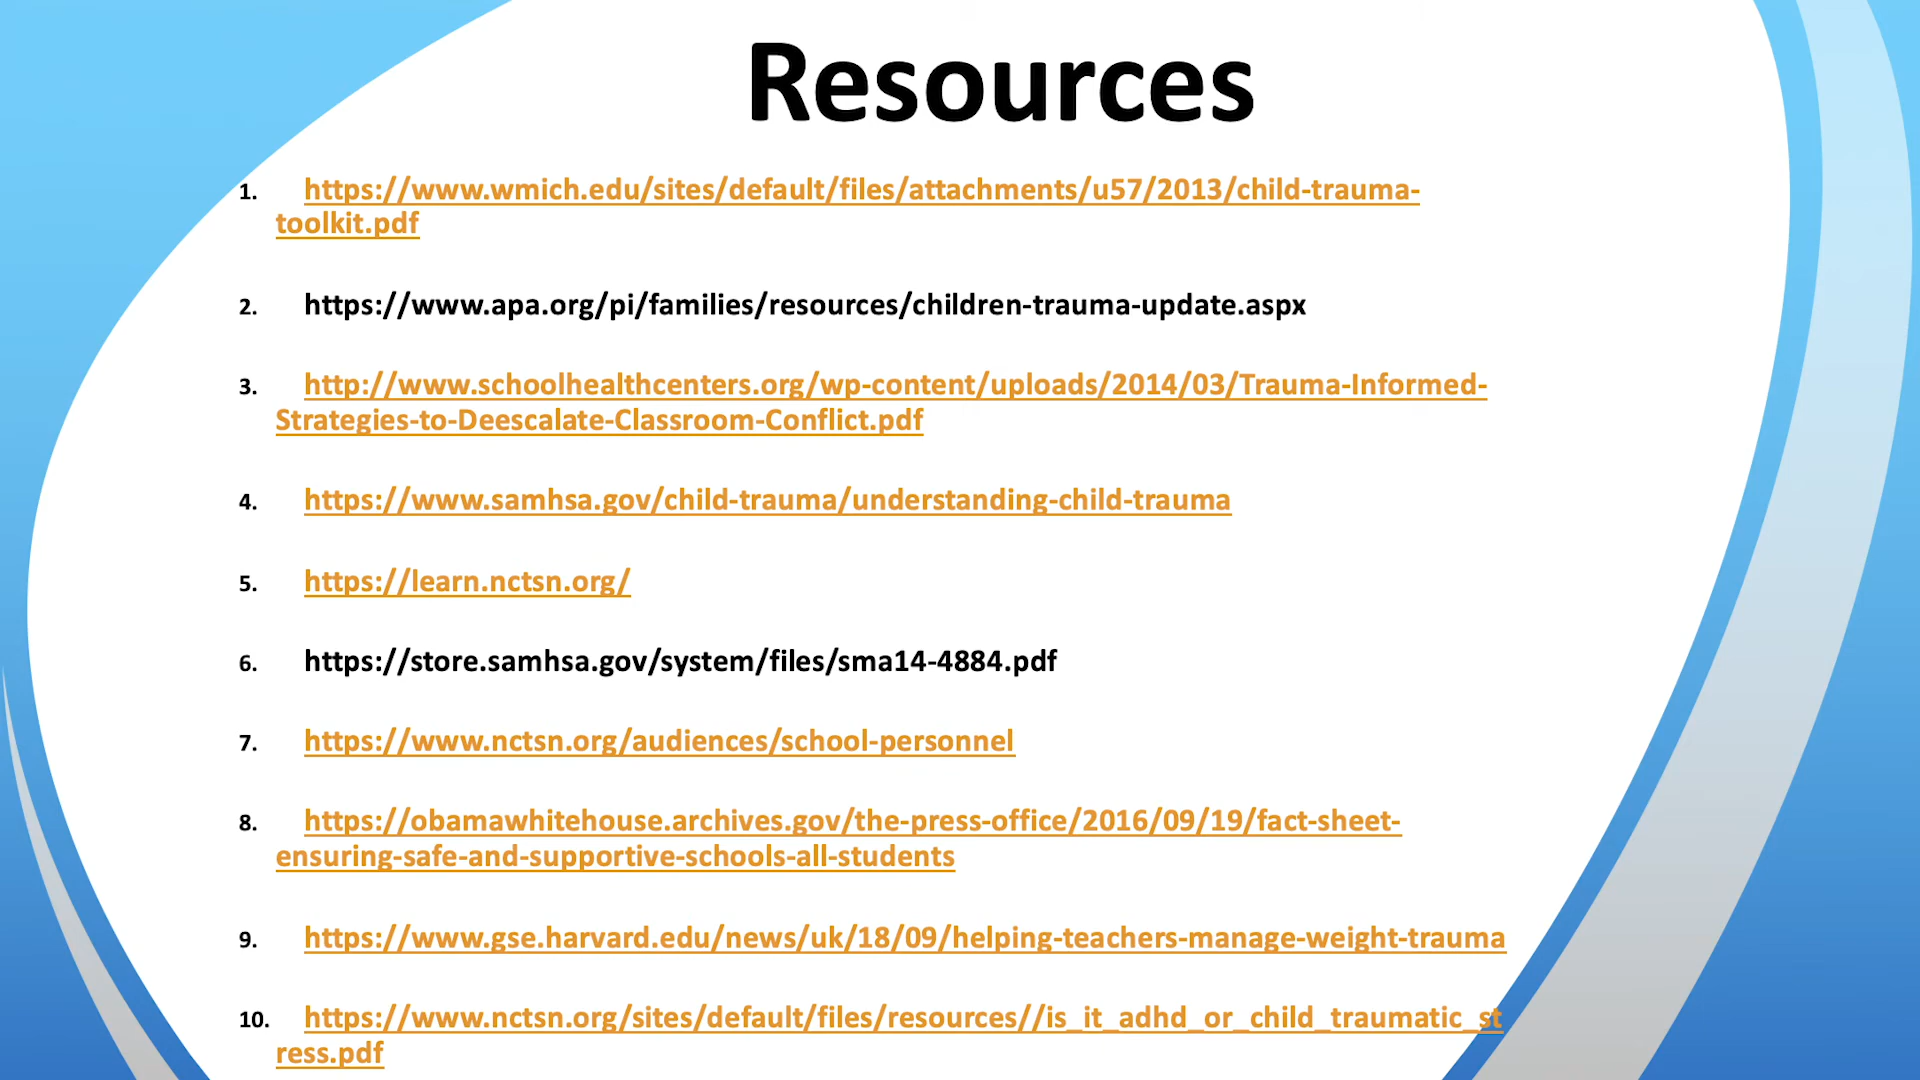 Resources
1. https://www.wmich.edu/sites/default/files/attachments/u57/2013/child-trauma-
toolkit.pdf
2. https://www.apa.org/pi/families/resources/children-trauma-update.aspx
3. http://www.schoolhealthcenters.org/wp-content/uploads/2014/03/Trauma-Informed-
Strategies-to-Deescalate-Classroom-Conflict.pdf
4. https://www.samhsa.gov/child-trauma/understanding-child-trauma
5. https://learn.nctsn.org/
6. https://store.samhsa.gov/system/files/sma14-4884.pdf
7. https://www.nctsn.org/audiences/school-personnel
8. https://obamawhitehouse.archives.gov/the-press-office/2016/09/19/fact-sheet-
ensuring-safe-and-supportive-schools-all-students
9. https://www.gse.harvard.edu/news/uk/18/09/helping-teachers-manage-weight-trauma
10. https://www.nctsn.org/sites/default/files/resources//is_it_adhd_or_child_traumatic_st
ress.pdf